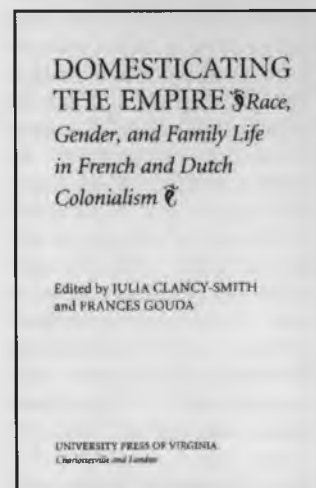 DOMESTICATING
THE EMPIRE Race,
Gender, and Family Life
in French and Dutch
Colonialism
Edited by JULIA CLANCY-SMITH
and FRANCES GOUDA
UNIVERSITY PRESS OF VIRGINIA
Charlottesville and London